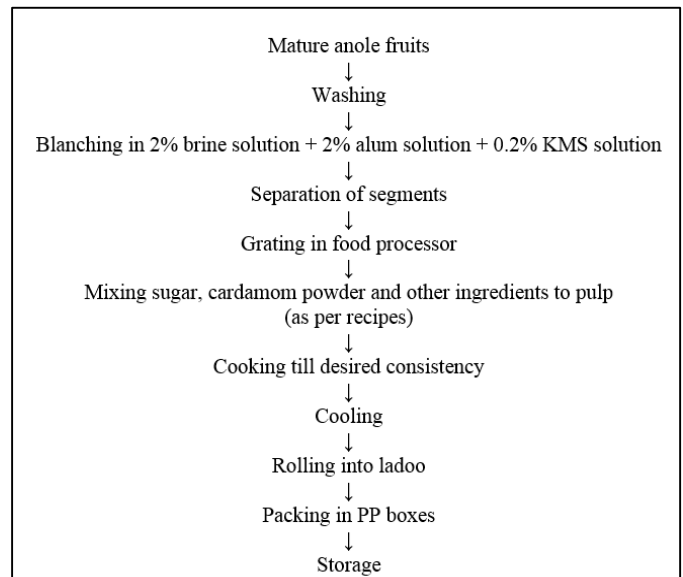 Mature anole fruits
↓
Washing
↓
Blanching in 2% brine solution + 2% alum solution + 0.2% KMS solution
↓
Separation of segments
↓
Grating in food processor
↓
Mixing sugar, cardamom powder and other ingredients to pulp
(as per recipes)
↓
Cooking till desired consistency
↓
Cooling
↓
Rolling into ladoo
↓
Packing in PP boxes
↓
Storage